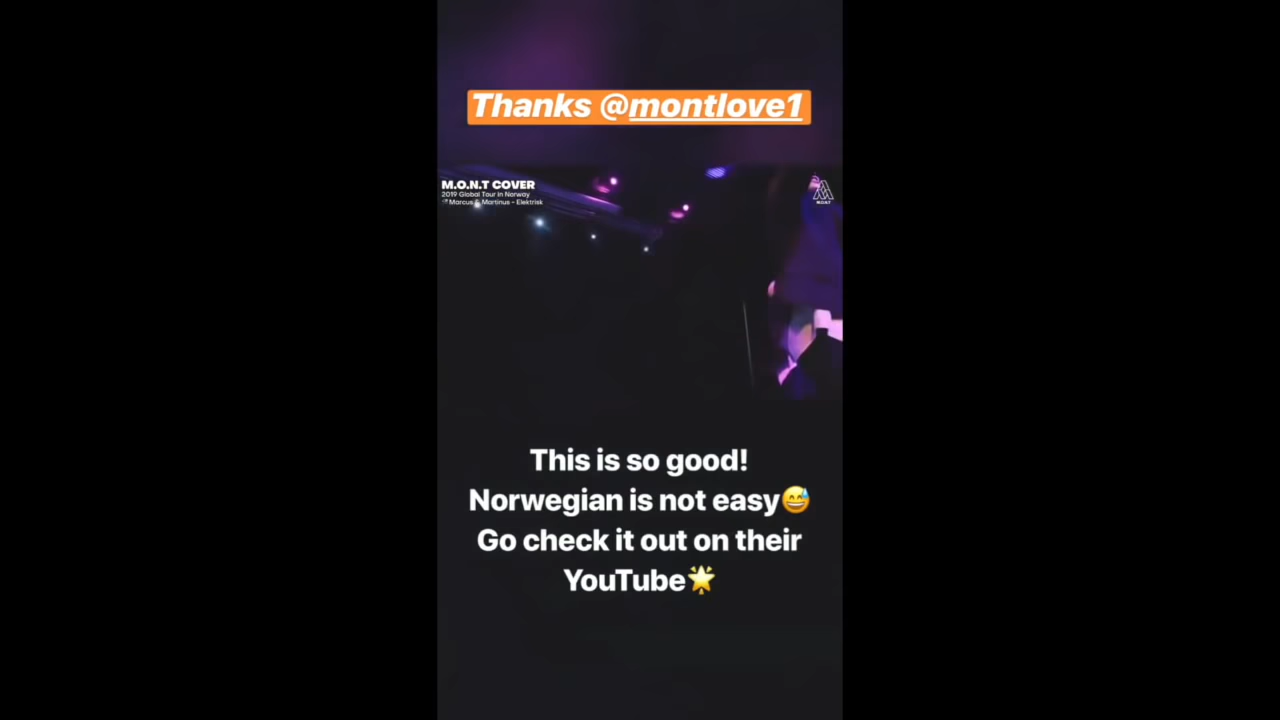 Thanks @montlove1
M.O.N.T COVER
2019 Global Tour In Norway
Marcus & Martinus - Elektrisk
M.O.N.T
This is so good!
Norwegian is not easy😅
Go check it out on their
YouTube🌟